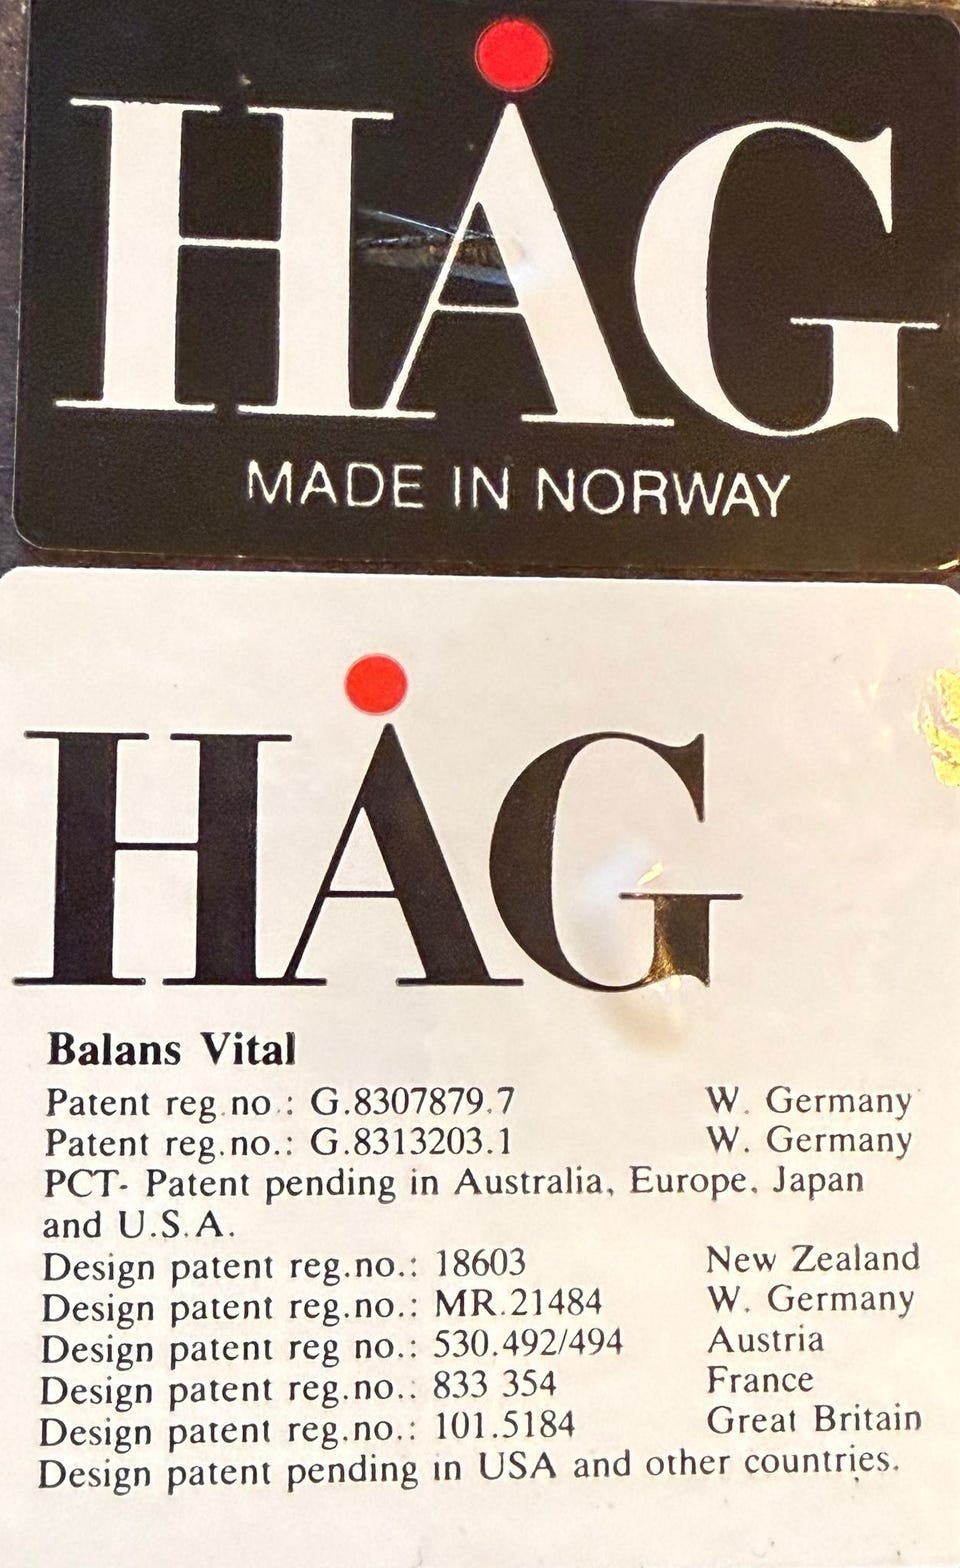 HÅG
MADE IN NORWAY
HÅG
Balans Vital
Patent reg.no.: G.8307879.7 W. Germany
Patent reg.no.: G.8313203.1 W. Germany
PCT- Patent pending in Australia, Europe, Japan
and U.S.A.
Design patent reg.no.: 18603 New Zealand
Design patent reg.no.: MR.21484 W. Germany
Design patent reg no.: 530.492/494 Austria
Design patent reg.no.: 833 354 France
Design patent reg.no.: 101.5184 Great Britain
Design patent pending in USA and other countries.